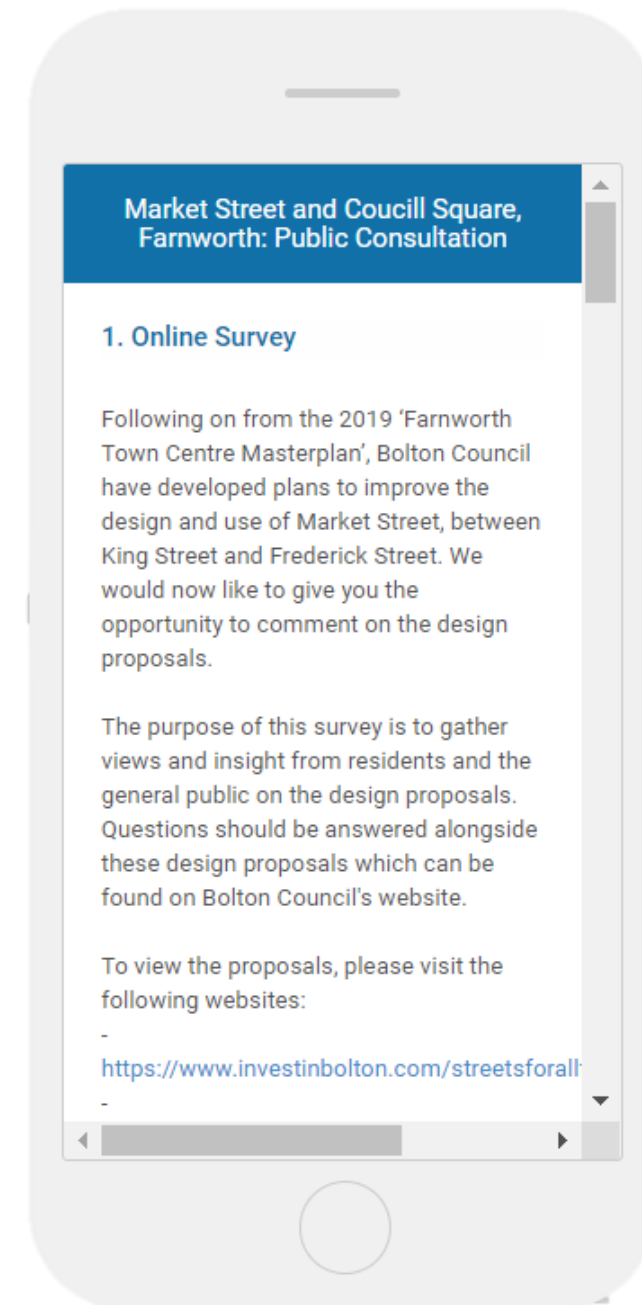 Market Street and Coucill Square,
Farnworth: Public Consultation
1. Online Survey
Following on from the 2019 ‘Farnworth
Town Centre Masterplan’, Bolton Council
have developed plans to improve the
design and use of Market Street, between
King Street and Frederick Street. We
would now like to give you the
opportunity to comment on the design
proposals.
The purpose of this survey is to gather
views and insight from residents and the
general public on the design proposals.
Questions should be answered alongside
these design proposals which can be
found on Bolton Council's website.
To view the proposals, please visit the
following websites:
-
https://www.investinbolton.com/streetsforall
-